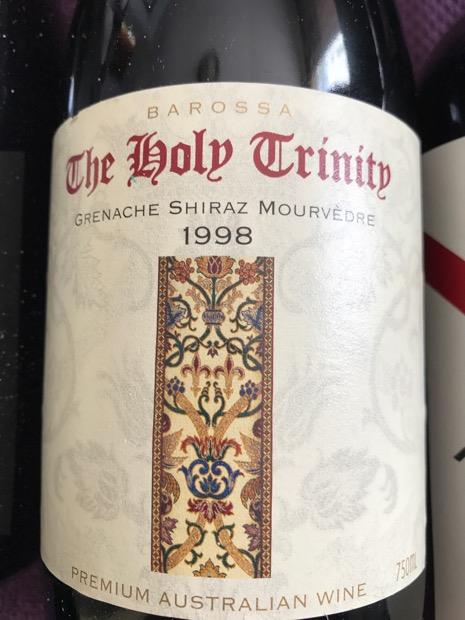 BAROSSA
The Holy Trinity
GRENACHE SHIRAZ MOURVÈDRE
1998
750ML
PREMIUM AUSTRALIAN WINE